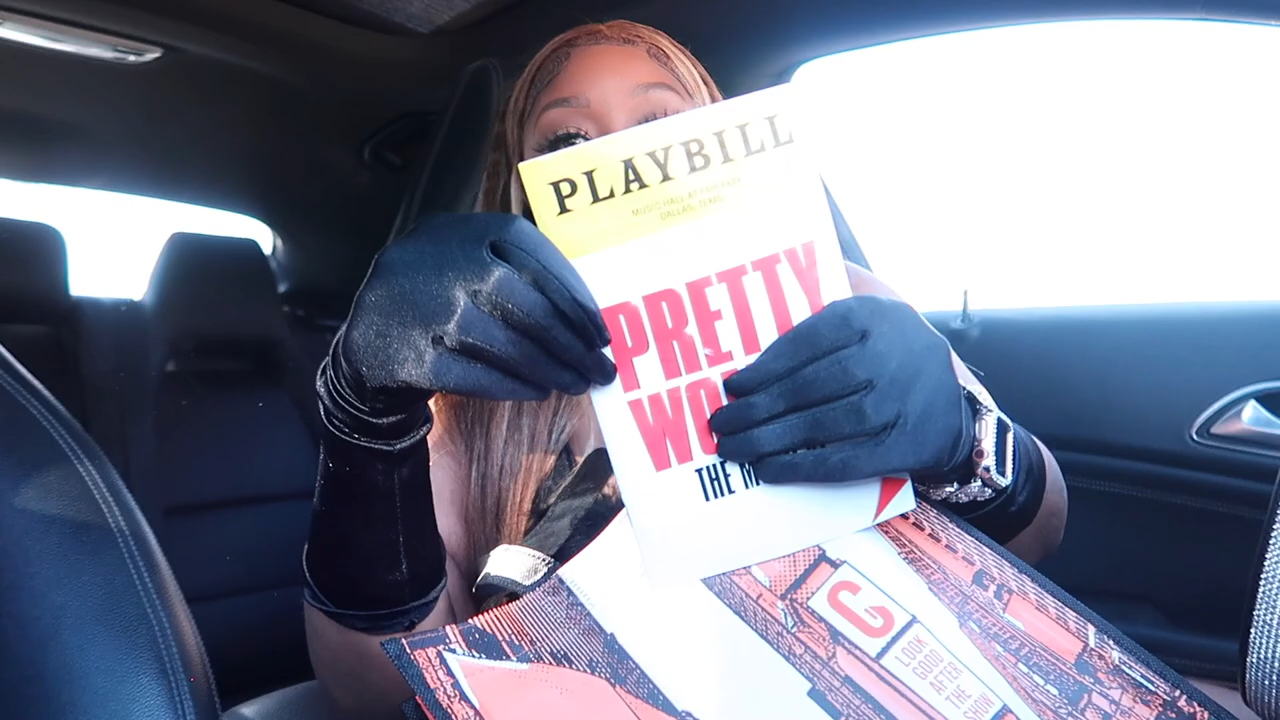 PLAYBILL
MUSIC HALL AT FAIR PARK
DALLAS, TEXAS
PRETTY
WO
THE M
C
LOOK
GOOD
AFTER
THE
SHOW